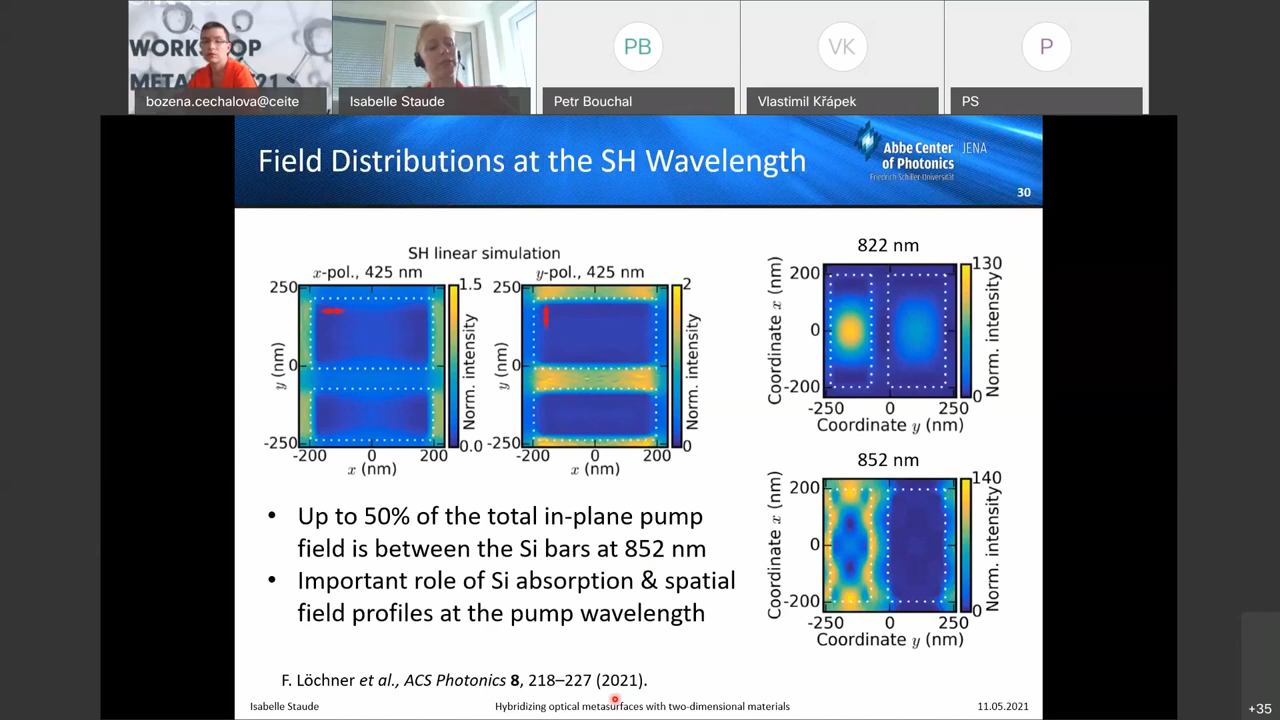 WORKSHOP
bozena.cechalova@ceite
Isabelle Staude
PB
Petr Bouchal
VK
Vlastimil Křápek
P
PS
Field Distributions at the SH Wavelength
Abbe Center JENA
of Photonics
Friedrich-Schiller-Universität
30
SH linear simulation
x-pol., 425 nm
250
0
-250
y (nm)
-200 0 200
x (nm)
1.5
0.0
Norm. intensity
y-pol., 425 nm
250
0
-250
y (nm)
-200 0 200
x (nm)
2
0
Norm. intensity
822 nm
200
0
-200
Coordinate x (nm)
-250 0 250
Coordinate y (nm)
130
0
Norm. intensity
852 nm
200
0
-200
Coordinate x (nm)
-250 0 250
Coordinate y (nm)
140
0
Norm. intensity
• Up to 50% of the total in-plane pump
field is between the Si bars at 852 nm
• Important role of Si absorption & spatial
field profiles at the pump wavelength
F. Löchner et al., ACS Photonics 8, 218–227 (2021).
Isabelle Staude
Hybridizing optical metasurfaces with two-dimensional materials
11.05.2021
+35